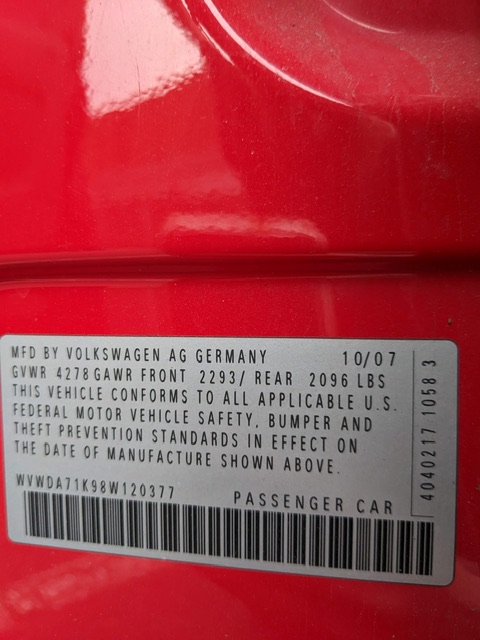 MFD BY VOLKSWAGEN AG GERMANY 10/07
GVWR 4278 GAWR FRONT 2293/ REAR 2096 LBS
THIS VEHICLE CONFORMS TO ALL APPLICABLE U.S.
FEDERAL MOTOR VEHICLE SAFETY, BUMPER AND
THEFT PREVENTION STANDARDS IN EFFECT ON
THE DATE OF MANUFACTURE SHOWN ABOVE.
WVWDA71K98W120377 PASSENGER CAR
4040217 1058 3